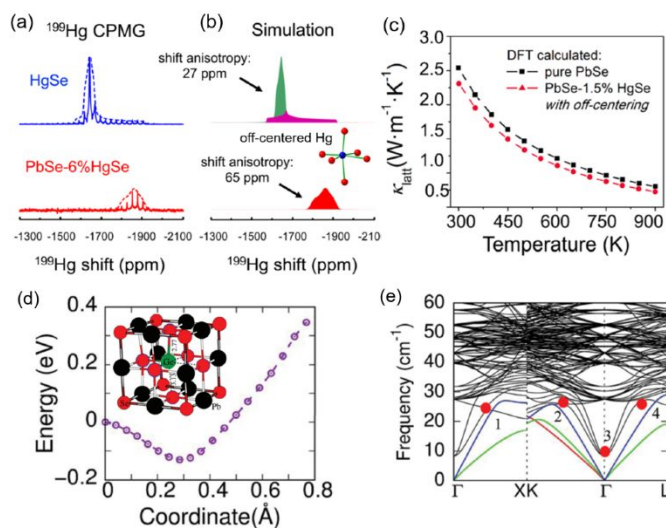 (a)
¹⁹⁹Hg CPMG
HgSe
PbSe-6%HgSe
-1300 -1500 -1700 -1900 -2100
¹⁹⁹Hg shift (ppm)
(b)
Simulation
shift anisotropy:
27 ppm
off-centered Hg
shift anisotropy:
65 ppm
-1300 -1500 -1700 -1900 -210
¹⁹⁹Hg shift (ppm)
(c)
κlatt(W·m⁻¹·K⁻¹)
3.0
2.5
2.0
1.5
1.0
0.5
DFT calculated:
pure PbSe
PbSe-1.5% HgSe
with off-centering
300 450 600 750 900
Temperature (K)
(d)
Energy (eV)
0.4
0.2
0
−0.2
Pb
0 0.2 0.4 0.6 0.8
Coordinate(Å)
(e)
Frequency (cm⁻¹)
60
50
40
30
20
10
0
1
2
3
4
Γ XK Γ L